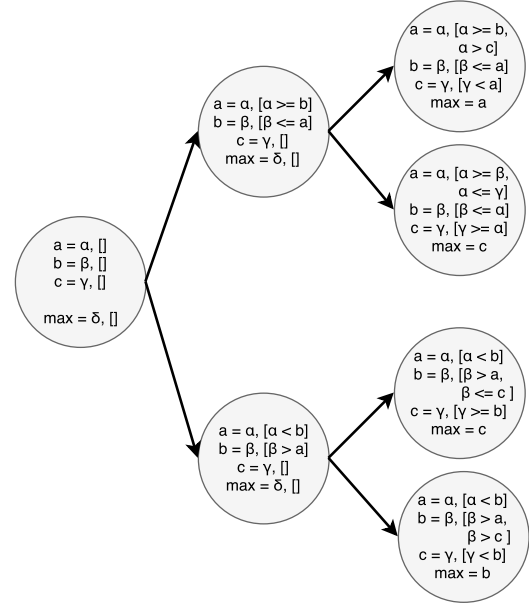 a = α, []
b = β, []
c = γ, []
max = δ, []
a = α, [α >= b]
b = β, [β <= a]
c = γ, []
max = δ, []
a = α, [α < b]
b = β, [β > a]
c = γ, []
max = δ, []
a = α, [α >= b,
α > c]
b = β, [β <= a]
c = γ, [γ < a]
max = a
a = α, [α >= β,
α <= γ]
b = β, [β <= α]
c = γ, [γ >= α]
max = c
a = α, [α < b]
b = β, [β > a,
β <= c ]
c = γ, [γ >= b]
max = c
a = α, [α < b]
b = β, [β > a,
β > c ]
c = γ, [γ < b]
max = b